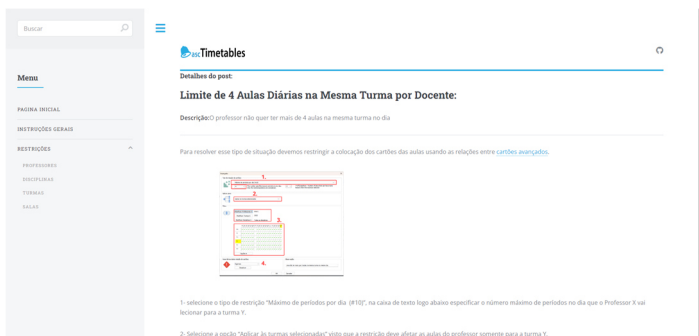 Buscar
ascTimetables
Detalhes do post:
Menu
Limite de 4 Aulas Diárias na Mesma Turma por Docente:
PAGINA INICIAL
Descrição:O professor não quer ter mais de 4 aulas na mesma turma no dia
INSTRUÇÕES GERAIS
RESTRIÇÕES
Para resolver esse tipo de situação devemos restringir a colocação dos cartões das aulas usando as relações entre cartões avançados.
PROFESSORES
DISCIPLINAS
TURMAS
SALAS
1.
2.
3.
4.
1- selecione o tipo de restrição "Máximo de períodos por dia (#10)", na caixa de texto logo abaixo especificar o número máximo de períodos no dia que o Professor X vai
lecionar para a turma Y.
2- Selecione a opção "Aplicar às turmas selecionadas" visto que a restrição deve afetar as aulas do professor somente para a turma Y.